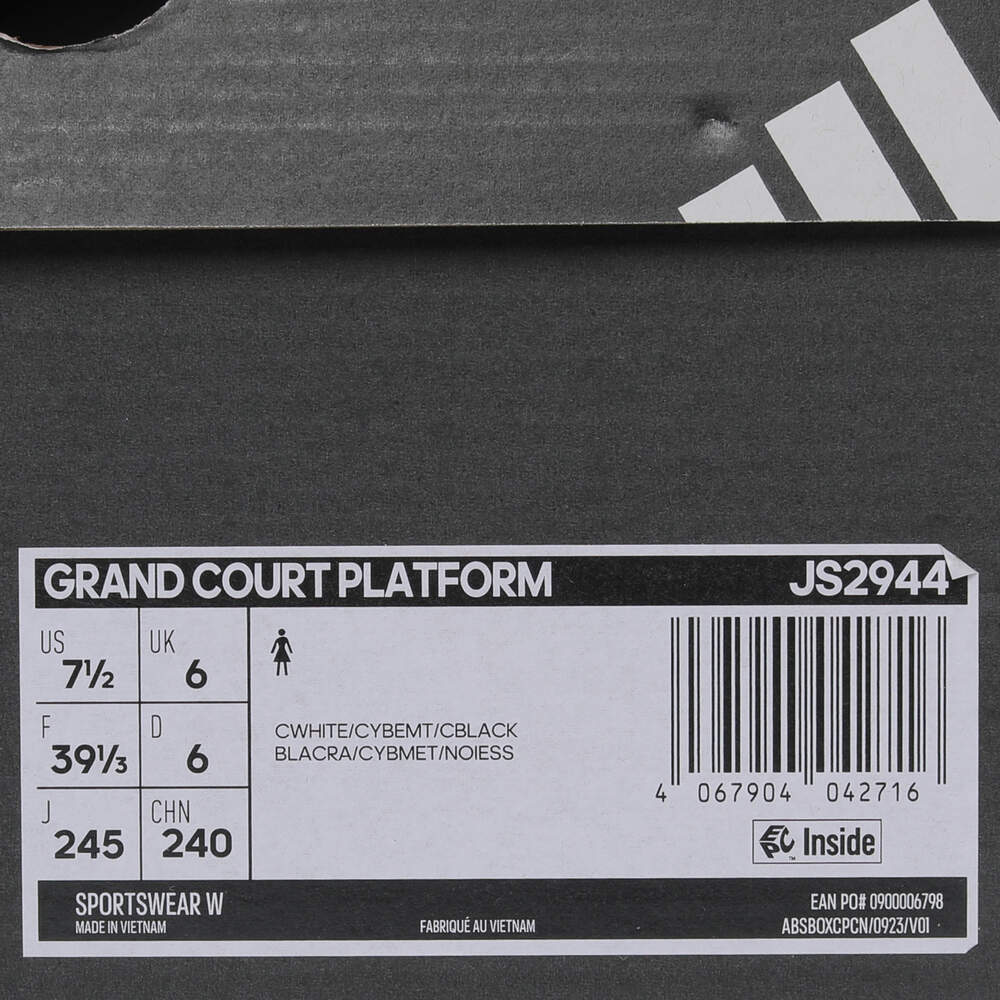 GRAND COURT PLATFORM JS2944
US 7½ UK 6
F 39⅓ D 6
J 245 CHN 240
CWHITE/CYBEMT/CBLACK
BLACRA/CYBMET/NOIESS
4 067904 042716
EPC Inside
SPORTSWEAR W
MADE IN VIETNAM
FABRIQUÉ AU VIETNAM
EAN PO# 0900006798
ABSBOXCPCN/0923/V01